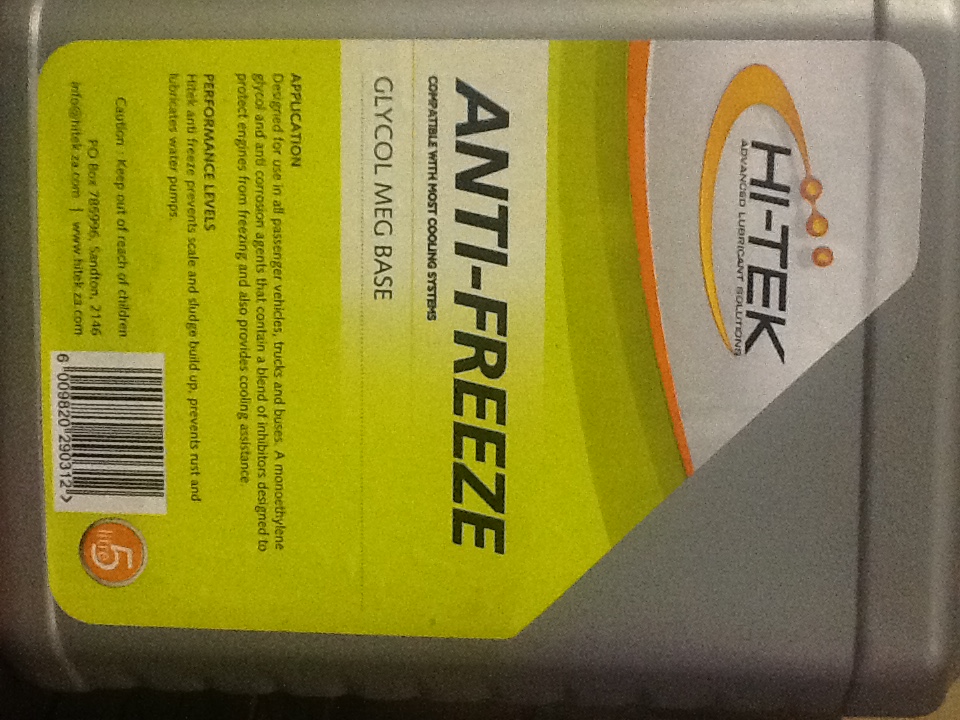 HI-TEK
ADVANCED LUBRICANT SOLUTIONS
ANTI-FREEZE
COMPATIBLE WITH MOST COOLING SYSTEMS
GLYCOL MEG BASE
APPLICATION
Designed for use in all passenger vehicles, trucks and buses. A monoethylene
glycol and anti corrosion agents that contain a blend of inhibitors designed to
protect engines from freezing and also provides cooling assistance.
PERFORMANCE LEVELS
Hitek anti freeze prevents scale and sludge build up, prevents rust and
lubricates water pumps.
Caution : Keep out of reach of children
PO Box 786996, Sandton, 2146
info@hitek.za.com | www.hitek.za.com
6 009820 290312 >
5
litre